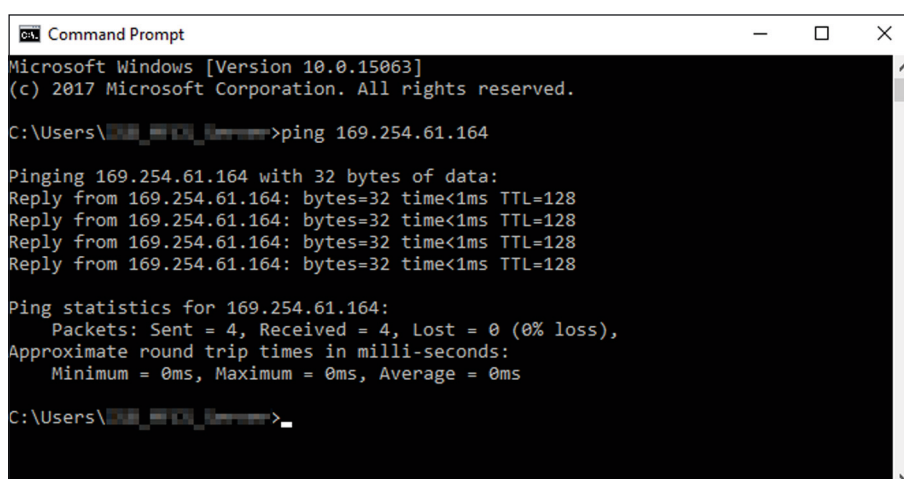 Command Prompt
Microsoft Windows [Version 10.0.15063]
(c) 2017 Microsoft Corporation. All rights reserved.
C:\Users\>ping 169.254.61.164
Pinging 169.254.61.164 with 32 bytes of data:
Reply from 169.254.61.164: bytes=32 time<1ms TTL=128
Reply from 169.254.61.164: bytes=32 time<1ms TTL=128
Reply from 169.254.61.164: bytes=32 time<1ms TTL=128
Reply from 169.254.61.164: bytes=32 time<1ms TTL=128
Ping statistics for 169.254.61.164:
Packets: Sent = 4, Received = 4, Lost = 0 (0% loss),
Approximate round trip times in milli-seconds:
Minimum = 0ms, Maximum = 0ms, Average = 0ms
C:\Users\>